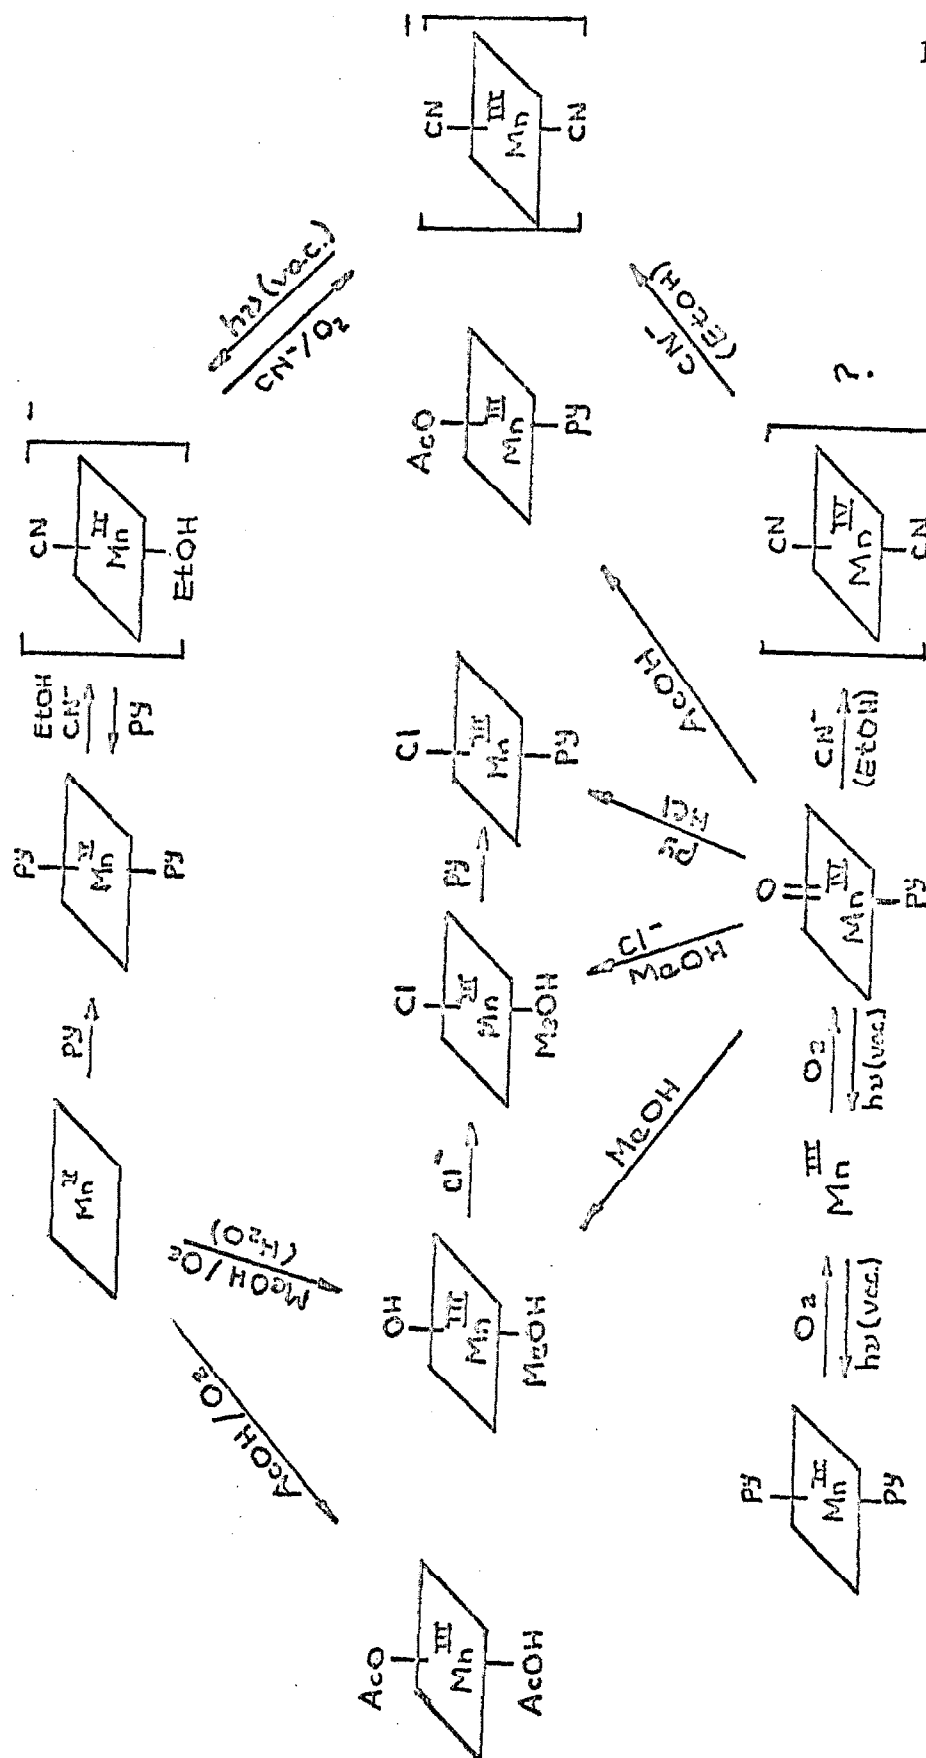 II
Mn
Py
Py
II
Mn
Py
EtOH
CN⁻
Py
CN
II
Mn
EtOH
−
AcOH/O₂
MeOH/O₂
(H₂O)
hν(vac.)
CN⁻/O₂
AcO
III
Mn
AcOH
OH
III
Mn
MeOH
Cl⁻
Cl
III
Mn
MeOH
Py
Cl
III
Mn
Py
AcO
III
Mn
Py
CN
III
Mn
CN
−
MeOH
Cl⁻
MeOH
Py
HCl
AcOH
CN⁻
(EtOH)
Py
II
Mn
Py
O₂
hν(vac.)
III
Mn
O₂
hν(vac.)
O
IV
Mn
Py
CN⁻
(EtOH)
CN
IV
Mn
CN
?